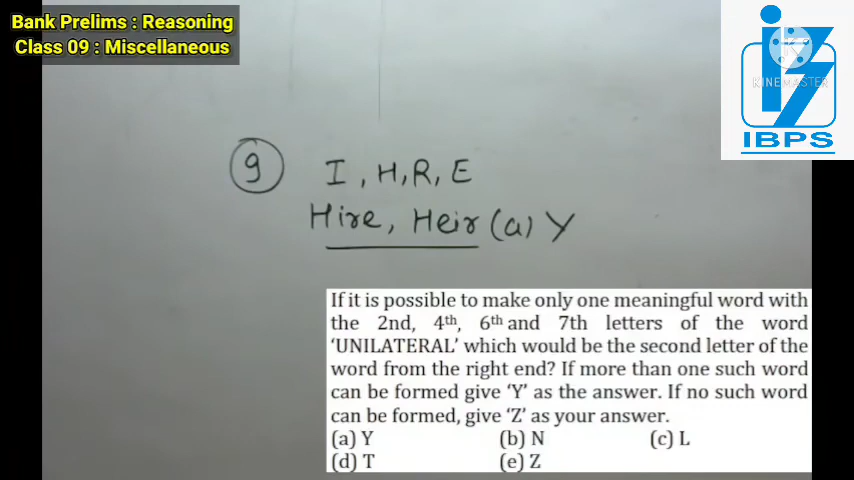 Bank Prelims : Reasoning
Class 09 : Miscellaneous
KINEMASTER
IBPS
9 I, H, R, E
Hire, Heir (a) Y
If it is possible to make only one meaningful word with
the 2nd, 4th, 6th and 7th letters of the word
‘UNILATERAL’ which would be the second letter of the
word from the right end? If more than one such word
can be formed give ‘Y’ as the answer. If no such word
can be formed, give ‘Z’ as your answer.
(a) Y (b) N (c) L
(d) T (e) Z